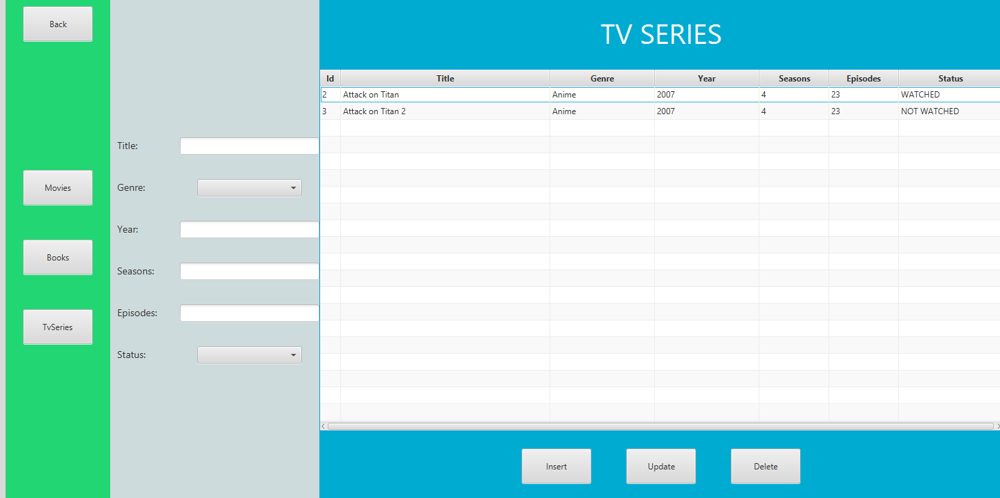 Back
Movies
Books
TvSeries
Title:
Genre:
Year:
Seasons:
Episodes:
Status:
TV SERIES
Id Title Genre Year Seasons Episodes Status
2 Attack on Titan Anime 2007 4 23 WATCHED
3 Attack on Titan 2 Anime 2007 4 23 NOT WATCHED
Insert Update Delete